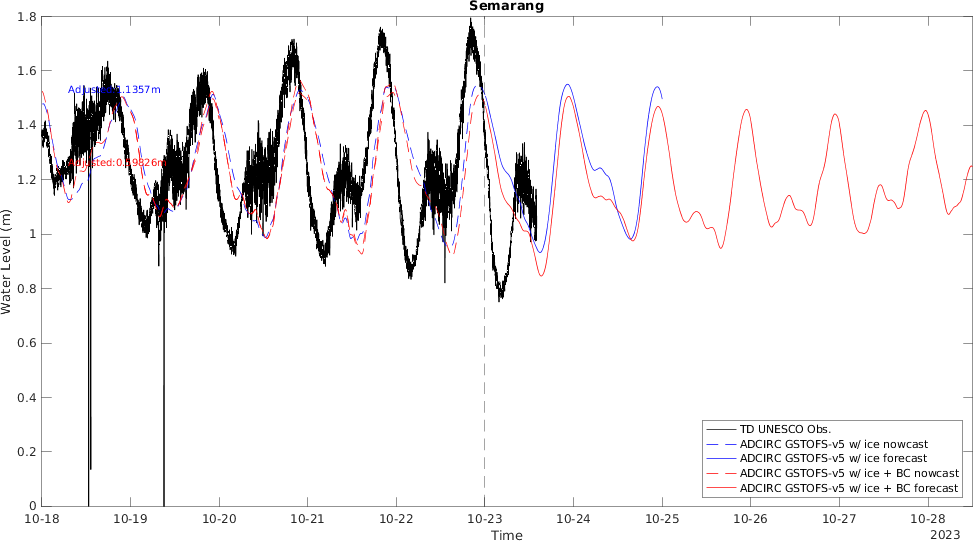 Semarang
1.8
1.6
1.4
1.2
1
0.8
0.6
0.4
0.2
0
Water Level (m)
10-18
10-19
10-20
10-21
10-22
10-23
10-24
10-25
10-26
10-27
10-28
2023
Time
TD UNESCO Obs.
ADCIRC GSTOFS-v5 w/ ice nowcast
ADCIRC GSTOFS-v5 w/ ice forecast
ADCIRC GSTOFS-v5 w/ ice + BC nowcast
ADCIRC GSTOFS-v5 w/ ice + BC forecast